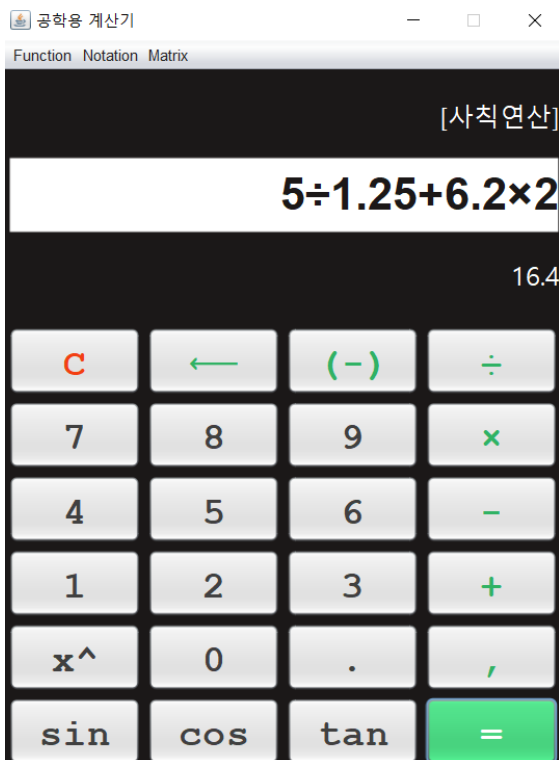 공학용 계산기
Function Notation Matrix
[사칙연산]
5÷1.25+6.2×2
16.4
C ← (-) ÷
7 8 9 ×
4 5 6 -
1 2 3 +
x^ 0 . ,
sin cos tan =